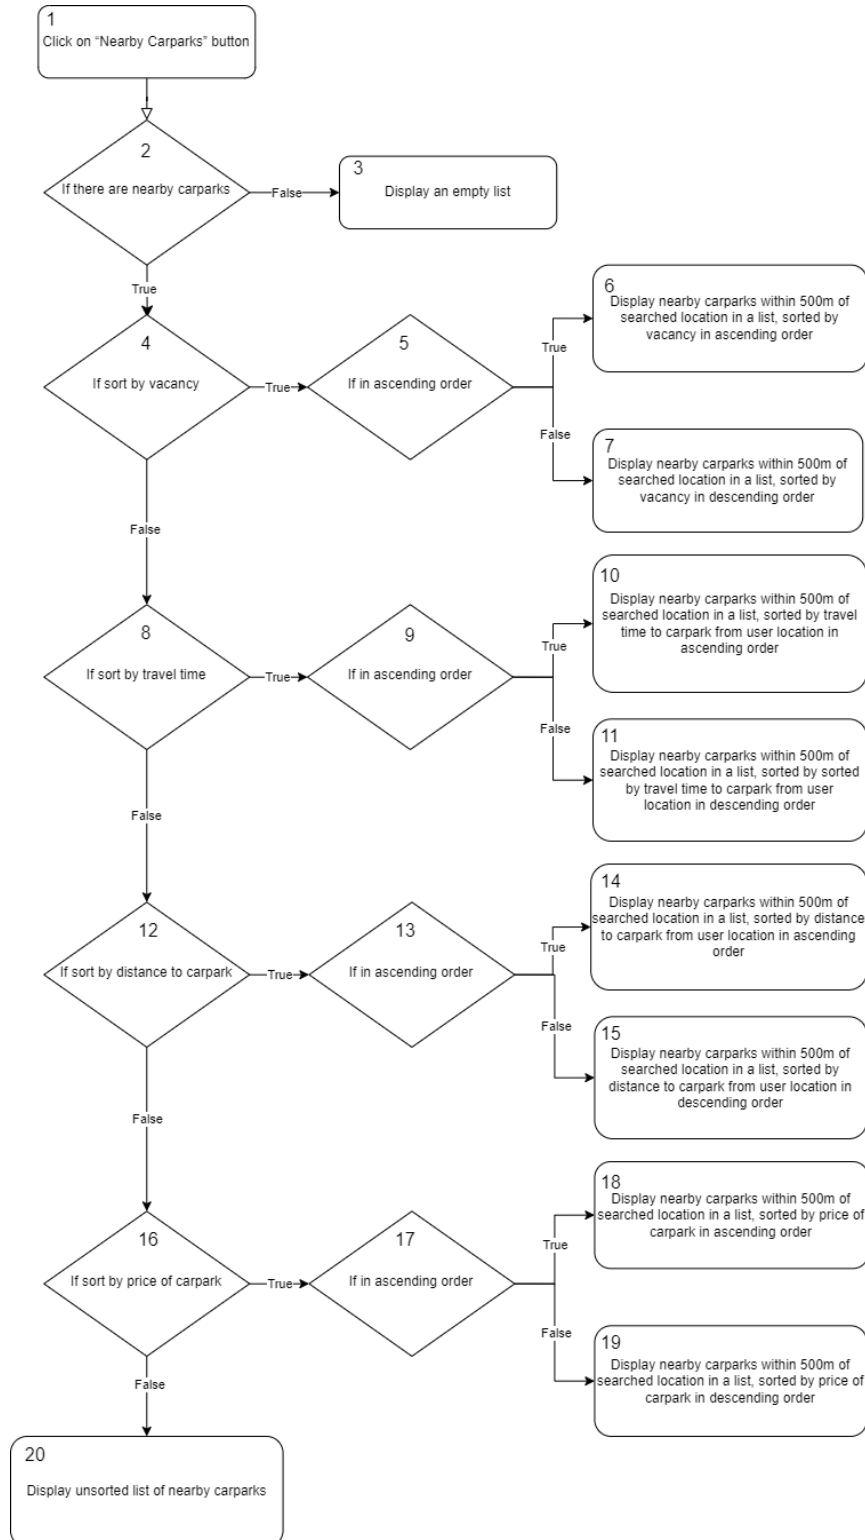 1
Click on “Nearby Carparks” button
2
If there are nearby carparks
False
3
Display an empty list
True
4
If sort by vacancy
True
5
If in ascending order
True
6
Display nearby carparks within 500m of
searched location in a list, sorted by
vacancy in ascending order
False
7
Display nearby carparks within 500m of
searched location in a list, sorted by
vacancy in descending order
False
8
If sort by travel time
True
9
If in ascending order
True
10
Display nearby carparks within 500m of
searched location in a list, sorted by travel
time to carpark from user location in
ascending order
False
11
Display nearby carparks within 500m of
searched location in a list, sorted by sorted
by travel time to carpark from user
location in descending order
False
12
If sort by distance to carpark
True
13
If in ascending order
True
14
Display nearby carparks within 500m of
searched location in a list, sorted by distance
to carpark from user location in ascending
order
False
15
Display nearby carparks within 500m of
searched location in a list, sorted by
distance to carpark from user location in
descending order
False
16
If sort by price of carpark
True
17
If in ascending order
True
18
Display nearby carparks within 500m of
searched location in a list, sorted by price of
carpark in ascending order
False
19
Display nearby carparks within 500m of
searched location in a list, sorted by price of
carpark in descending order
False
20
Display unsorted list of nearby carparks